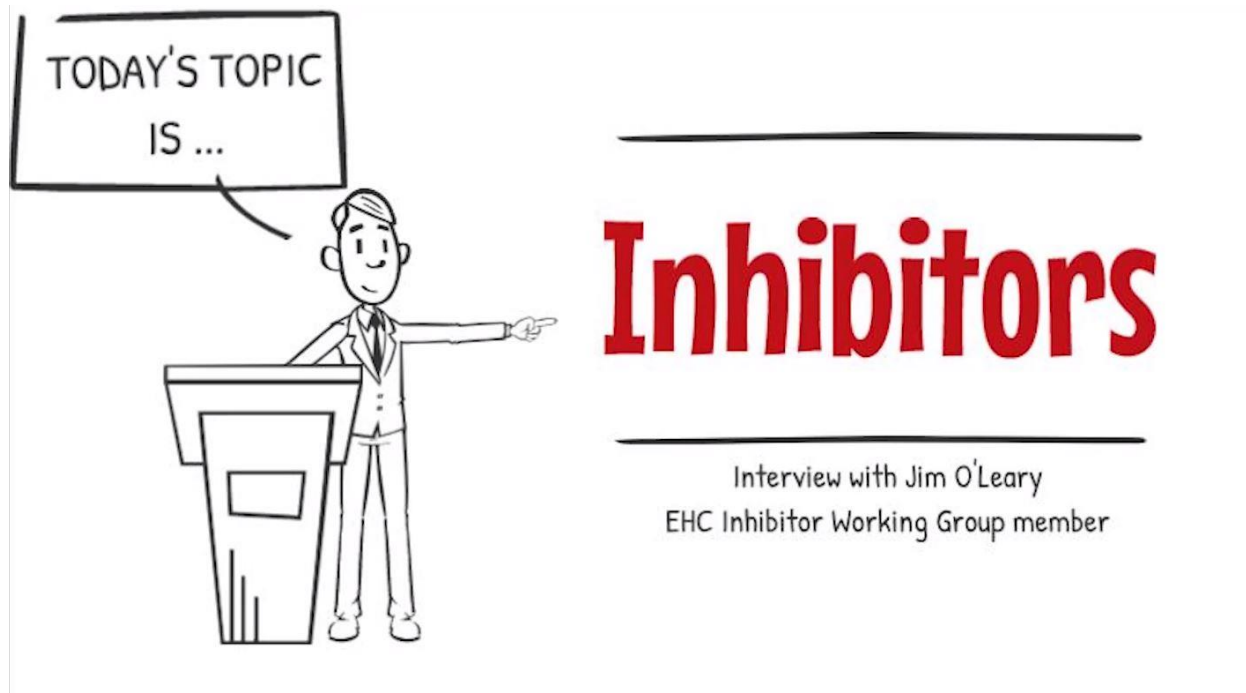 TODAY'S TOPIC
IS ...
Inhibitors
Interview with Jim O'Leary
EHC Inhibitor Working Group member